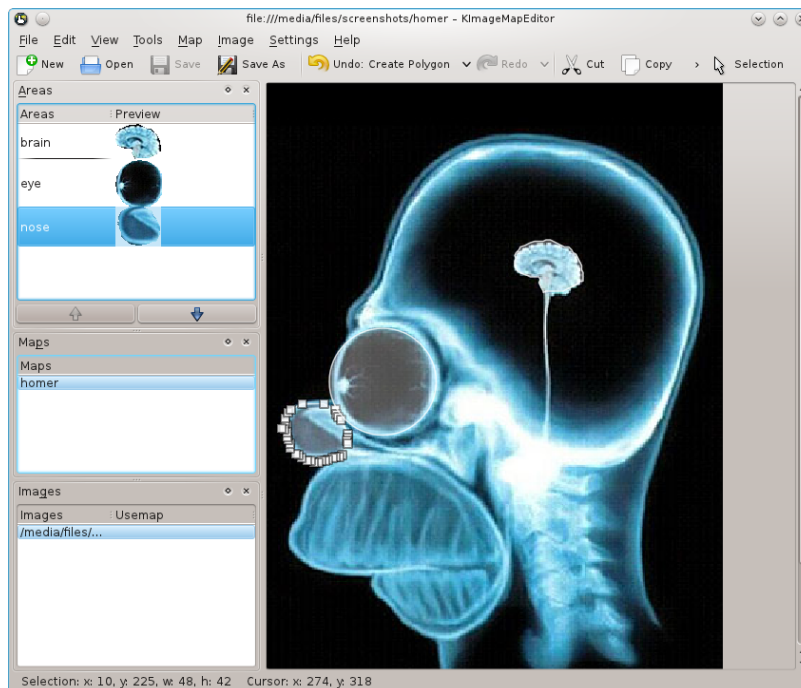 file:///media/files/screenshots/homer – KImageMapEditor
File Edit View Tools Map Image Settings Help
New Open Save Save As Undo: Create Polygon Redo Cut Copy Selection
Areas
Areas Preview
brain
eye
nose
Maps
Maps
homer
Images
Images Usemap
/media/files/...
Selection: x: 10, y: 225, w: 48, h: 42 Cursor: x: 274, y: 318